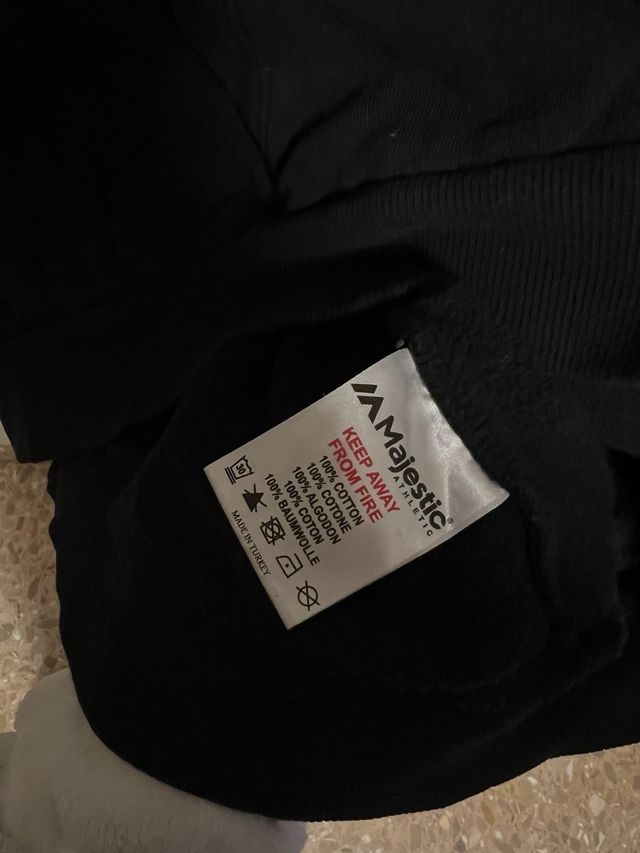 Majestic®
ATHLETIC
KEEP AWAY
FROM FIRE
100% COTTON
100% COTONE
100% ALGODON
100% COTON
100% BAUMWOLLE
30
MADE IN TURKEY